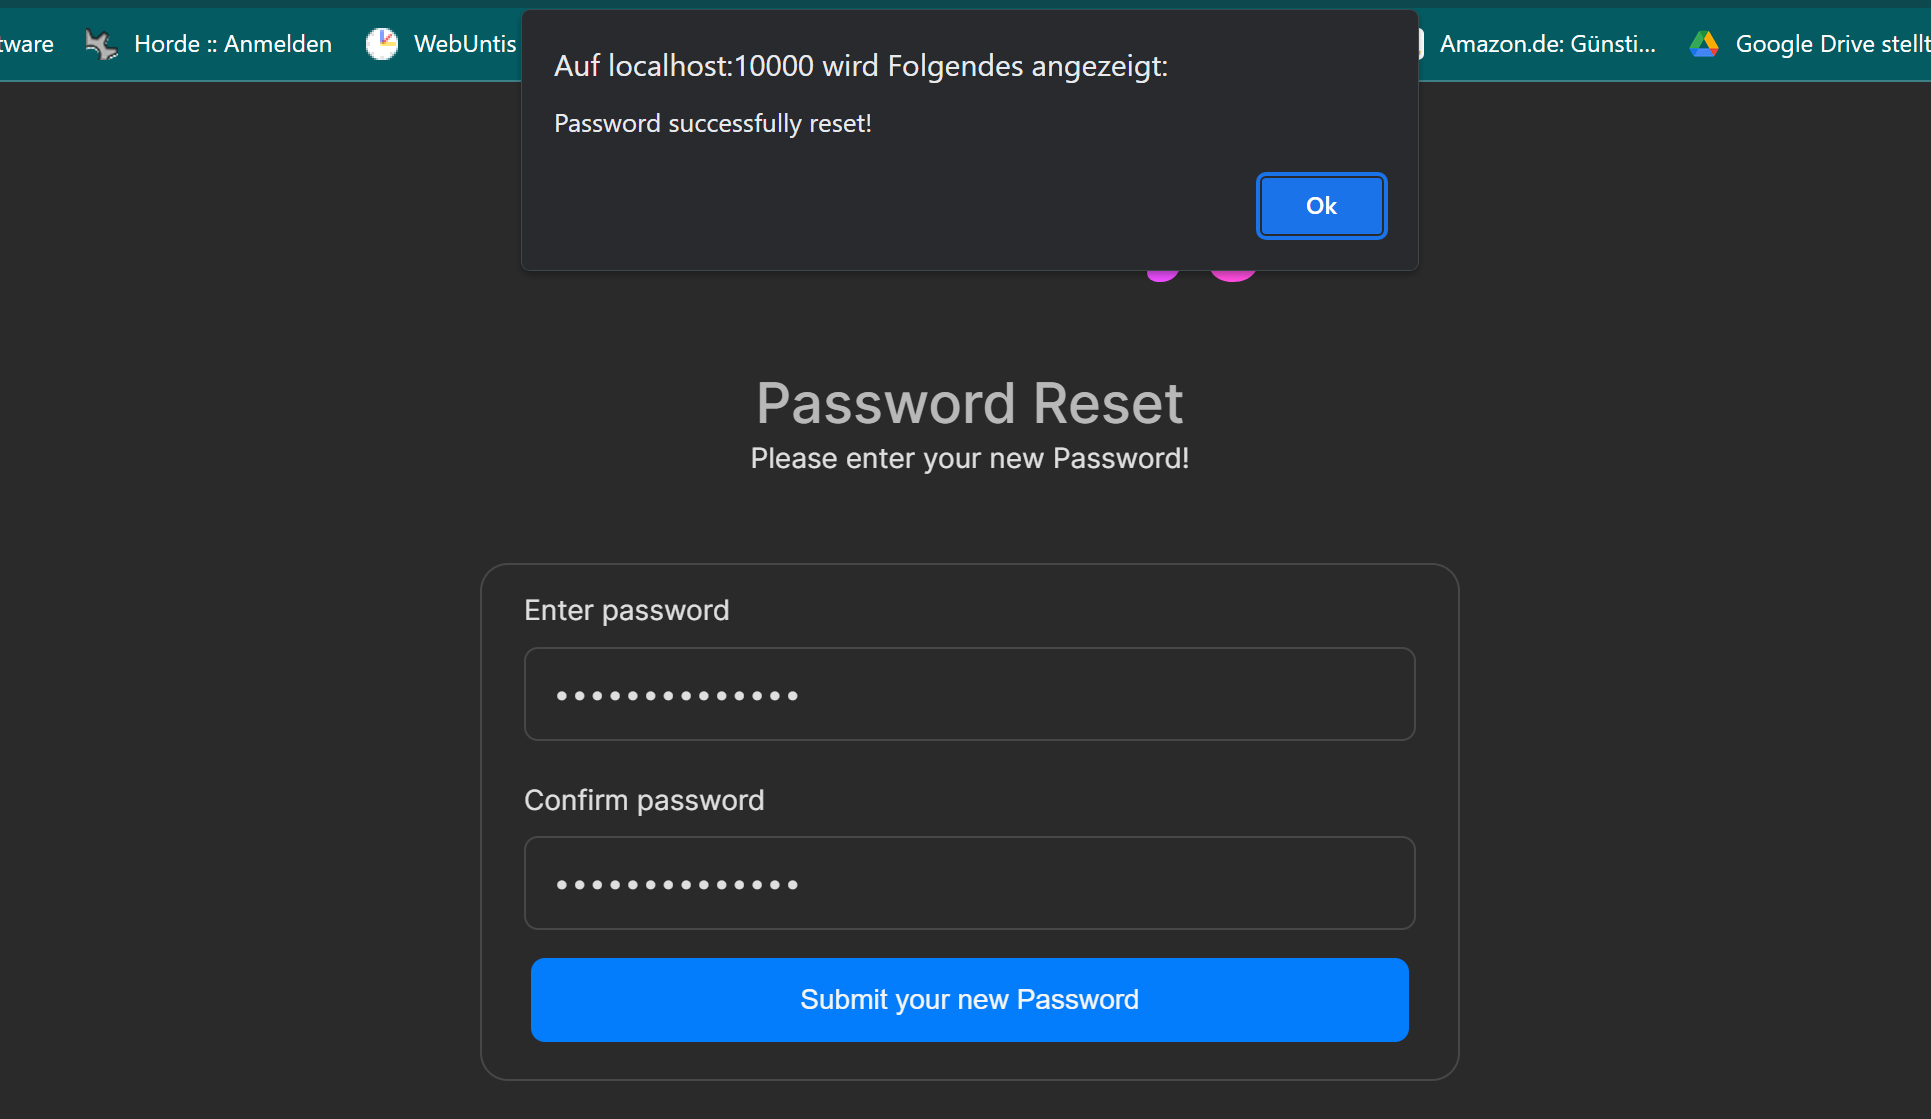 tware Horde :: Anmelden WebUntis Amazon.de: Günsti... Google Drive stellt
Auf localhost:10000 wird Folgendes angezeigt:
Password successfully reset!
Ok
Password Reset
Please enter your new Password!
Enter password
••••••••••••••
Confirm password
••••••••••••••
Submit your new Password